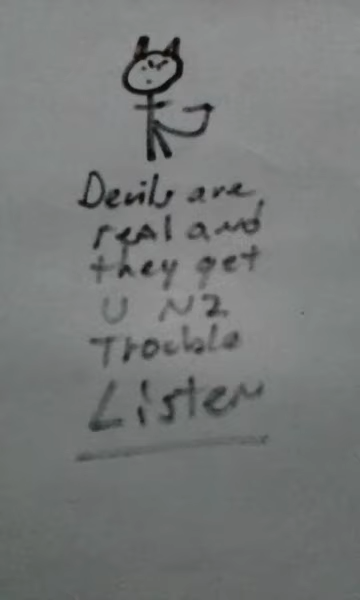 Devils are
real and
they get
U N2
Trouble
Listen